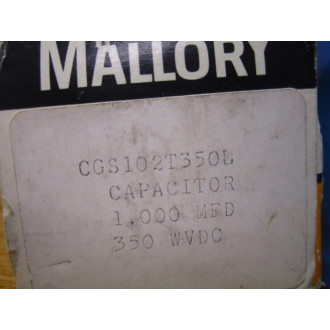 MALLORY
CGS102T350L
CAPACITOR
1,000 MFD
350 WVDC